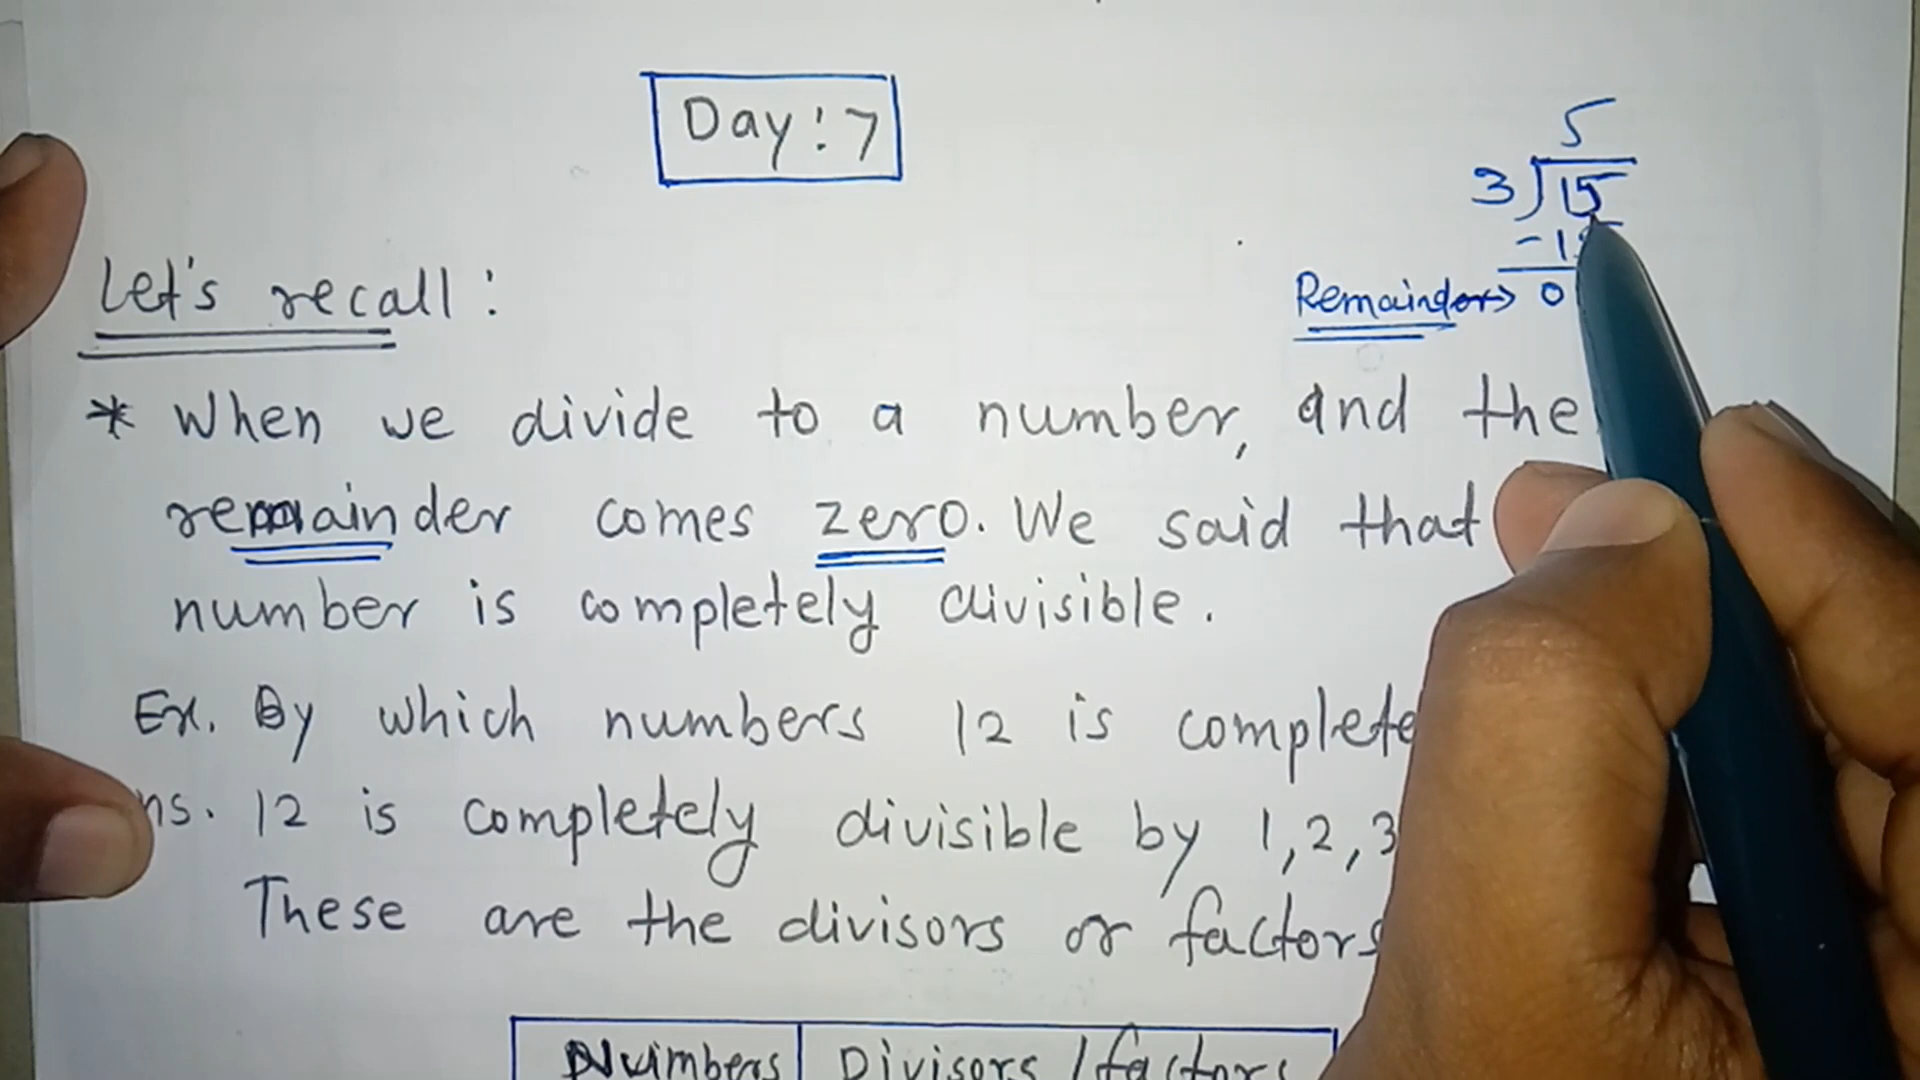 Day: 7
5
3)15
-1
Remainder> 0
Let's recall:
* When we divide to a number, and the
remainder comes zero. We said that
number is completely divisible.
Ex. By which numbers 12 is complete
ns. 12 is completely divisible by 1, 2, 3
These are the divisors or factors
Numbers Divisors / factors